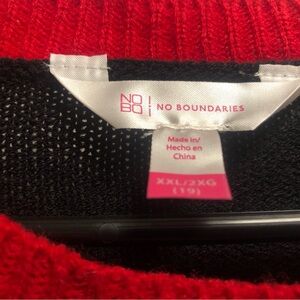 NO
BO
NO BOUNDARIES
Made in/
Hecho en
China
XXL/2XG
(19)